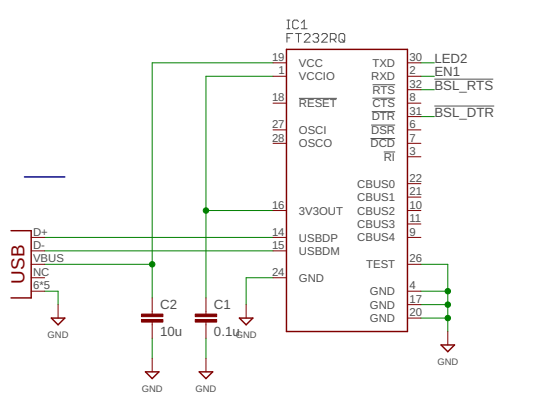 IC1
FT232RQ
19 VCC TXD 30 LED2
1 VCCIO RXD 2 EN1
RTS 32 BSL_RTS
18 RESET CTS 8
DTR 31 BSL_DTR
27 OSCI DSR 6
28 OSCO DCD 7
RI 3
CBUS0 22
CBUS1 21
16 3V3OUT CBUS2 10
CBUS3 11
14 USBDP CBUS4 9
15 USBDM
TEST 26
24 GND
GND 4
GND 17
GND 20
USB
D+
D-
VBUS
NC
6*5
C2
10u
C1
0.1u
GND
GND
GND
GND
GND